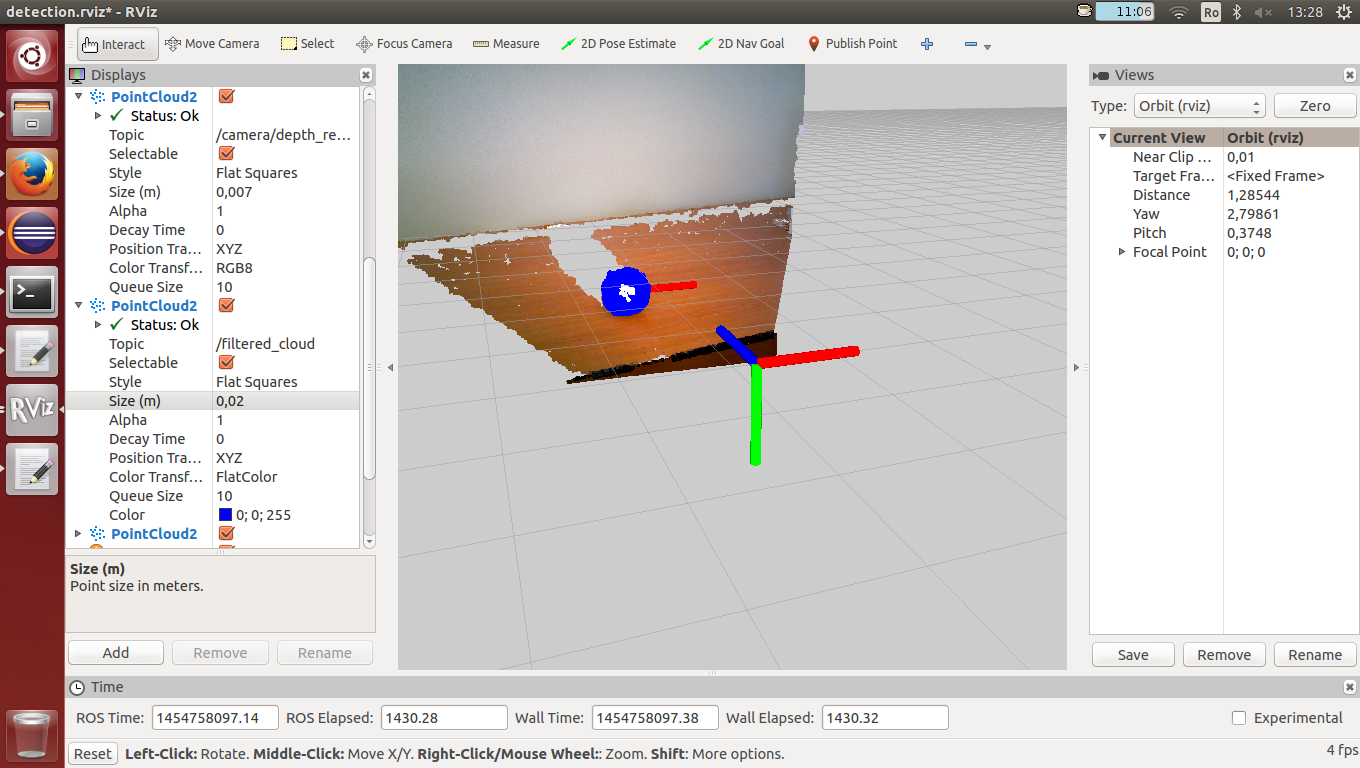 detection.rviz* - RViz
11:06
Ro
13:28
Interact
Move Camera
Select
Focus Camera
Measure
2D Pose Estimate
2D Nav Goal
Publish Point
Displays
PointCloud2
Status: Ok
Topic /camera/depth_re...
Selectable
Style Flat Squares
Size (m) 0,007
Alpha 1
Decay Time 0
Position Tra... XYZ
Color Transf... RGB8
Queue Size 10
PointCloud2
Status: Ok
Topic /filtered_cloud
Selectable
Style Flat Squares
Size (m) 0,02
Alpha 1
Decay Time 0
Position Tra... XYZ
Color Transf... FlatColor
Queue Size 10
Color 0; 0; 255
PointCloud2
Size (m)
Point size in meters.
Add
Remove
Rename
RViz
Views
Type: Orbit (rviz)
Zero
Current View Orbit (rviz)
Near Clip ... 0,01
Target Fra... <Fixed Frame>
Distance 1,28544
Yaw 2,79861
Pitch 0,3748
Focal Point 0; 0; 0
Save
Remove
Rename
Time
ROS Time: 1454758097.14 ROS Elapsed: 1430.28 Wall Time: 1454758097.38 Wall Elapsed: 1430.32 Experimental
Reset Left-Click: Rotate. Middle-Click: Move X/Y. Right-Click/Mouse Wheel:: Zoom. Shift: More options. 4 fps